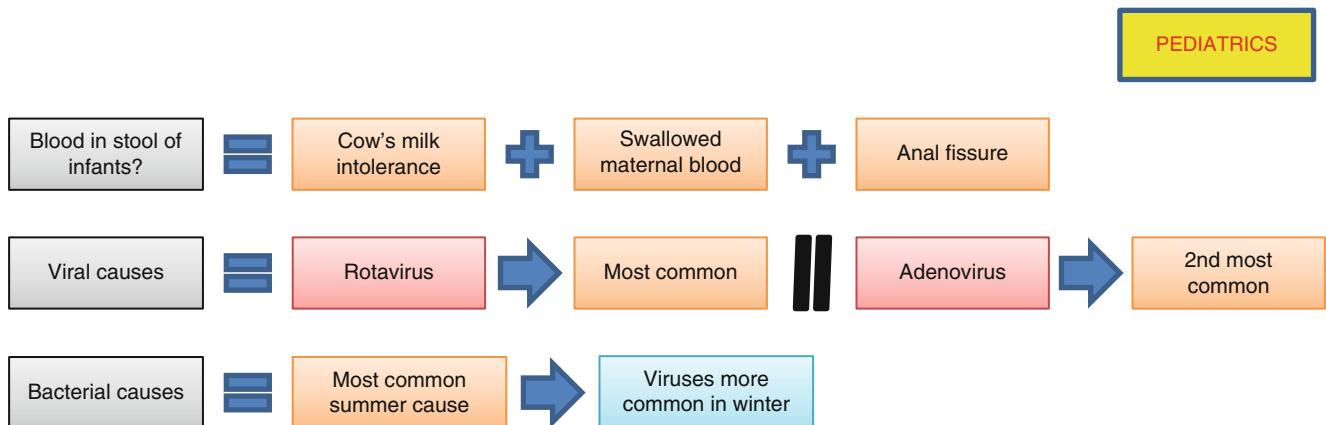 PEDIATRICS
Blood in stool of
infants?
Cow's milk
intolerance
Swallowed
maternal blood
Anal fissure
Viral causes
Rotavirus
Most common
Adenovirus
2nd most
common
Bacterial causes
Most common
summer cause
Viruses more
common in winter